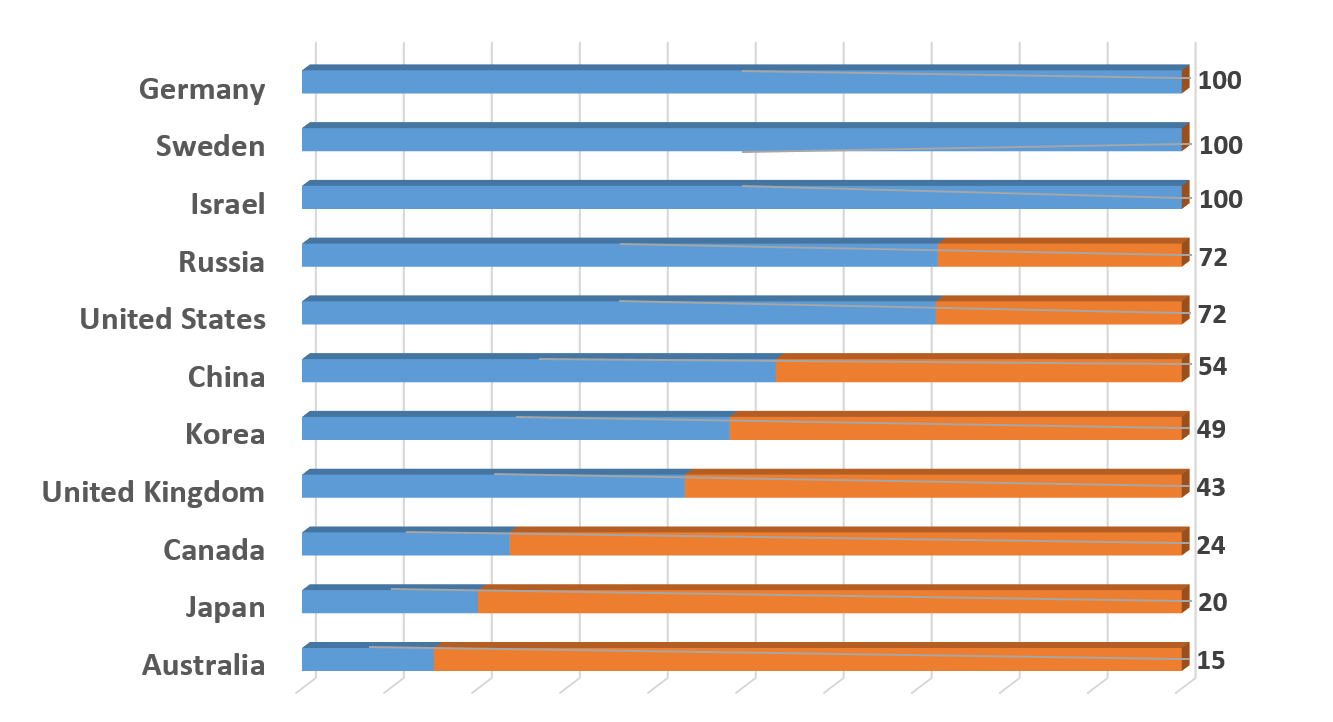 Germany 100
Sweden 100
Israel 100
Russia 72
United States 72
China 54
Korea 49
United Kingdom 43
Canada 24
Japan 20
Australia 15